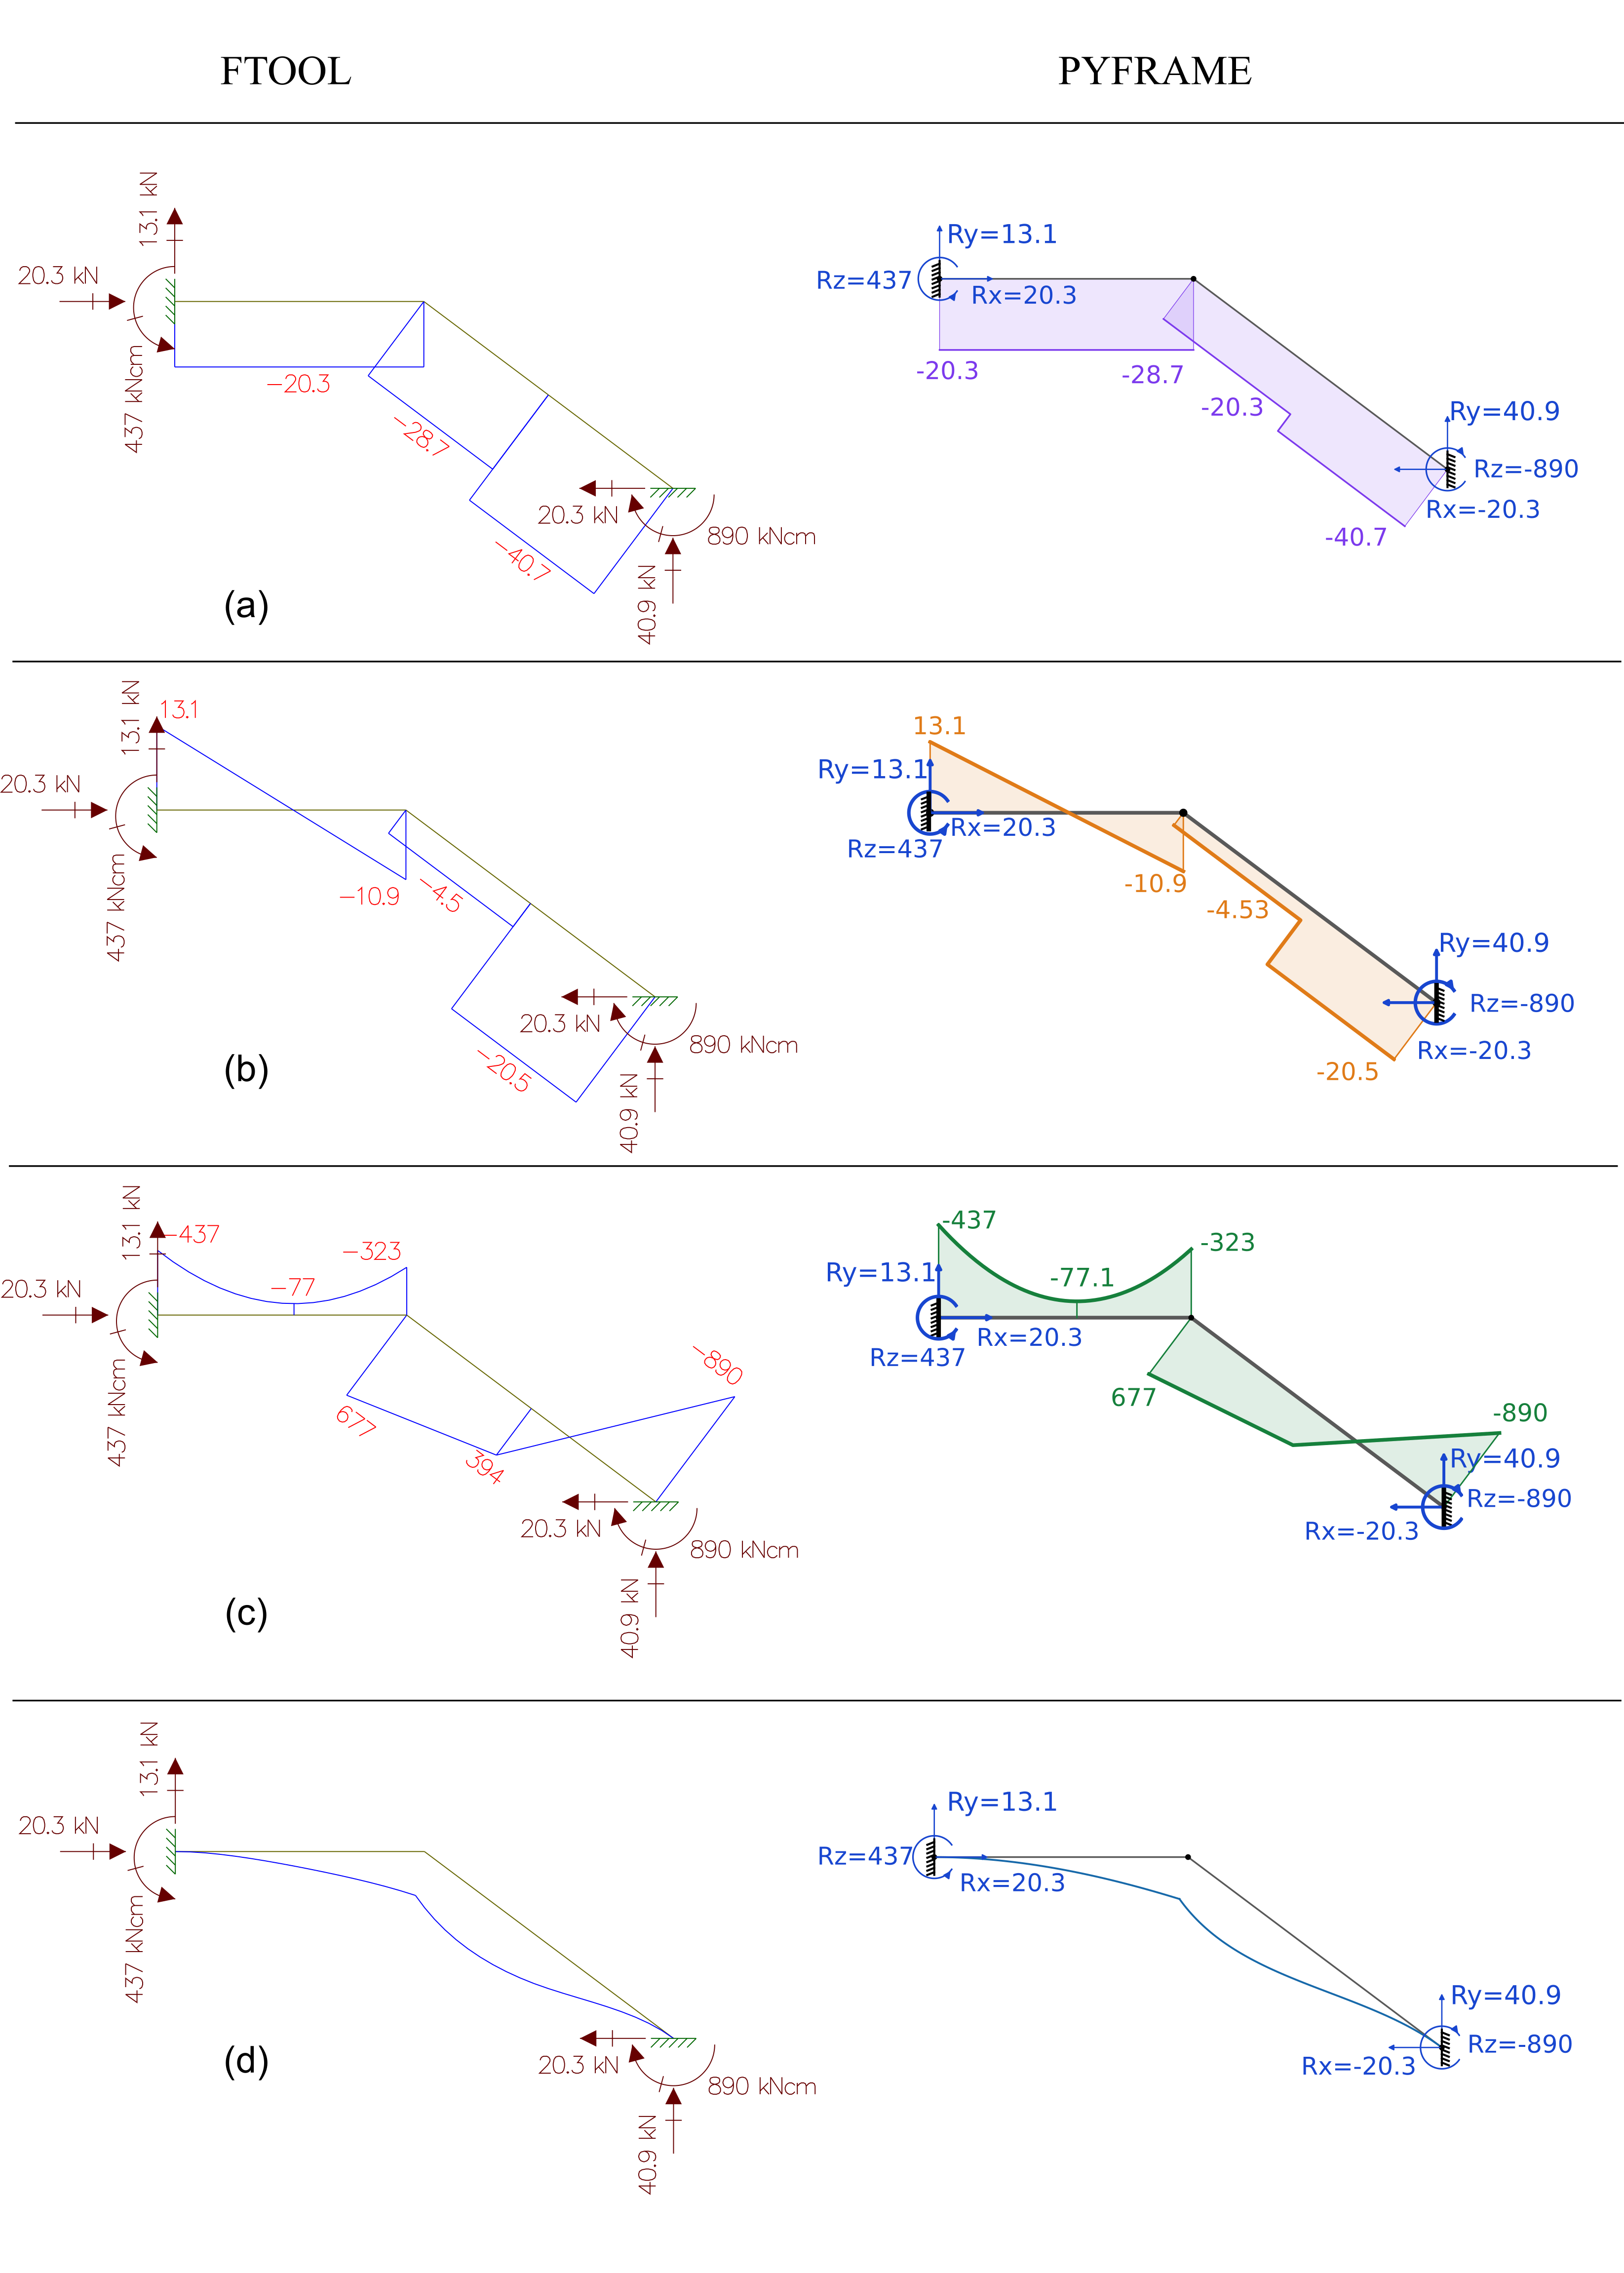 FTOOL
PYFRAME
13.1 kN
20.3 kN
437 kNcm
−20.3
−28.7
−40.7
20.3 kN
890 kNcm
40.9 kN
(a)
Ry=13.1
Rz=437
Rx=20.3
-20.3
-28.7
-20.3
-40.7
Ry=40.9
Rz=-890
Rx=-20.3
13.1 kN
13.1
20.3 kN
437 kNcm
−10.9
−4.5
−20.5
20.3 kN
890 kNcm
40.9 kN
(b)
13.1
Ry=13.1
Rx=20.3
Rz=437
-10.9
-4.53
-20.5
Ry=40.9
Rz=-890
Rx=-20.3
13.1 kN
−437
−323
−77
20.3 kN
437 kNcm
677
394
−890
20.3 kN
890 kNcm
40.9 kN
(c)
-437
-323
-77.1
Ry=13.1
Rx=20.3
Rz=437
677
-890
Ry=40.9
Rz=-890
Rx=-20.3
13.1 kN
20.3 kN
437 kNcm
20.3 kN
890 kNcm
40.9 kN
(d)
Ry=13.1
Rz=437
Rx=20.3
Ry=40.9
Rz=-890
Rx=-20.3